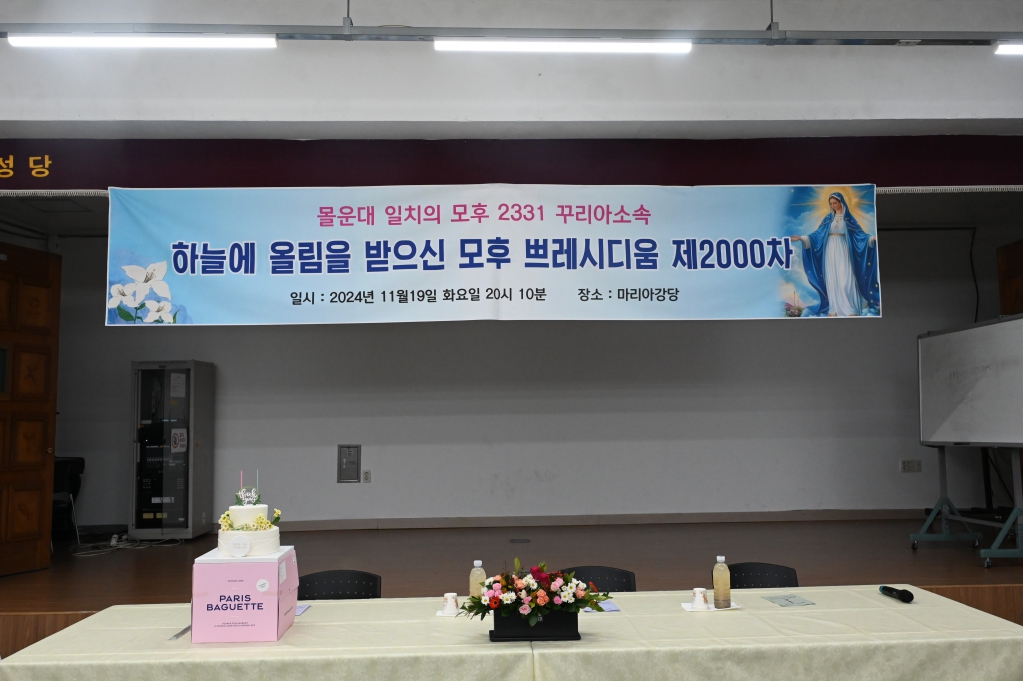 성당
몰운대 일치의 모후 2331 꾸리아소속
하늘에 올림을 받으신 모후 쁘레시디움 제2000차
일시 : 2024년 11월19일 화요일 20시 10분 장소 : 마리아강당
PARIS
BAGUETTE